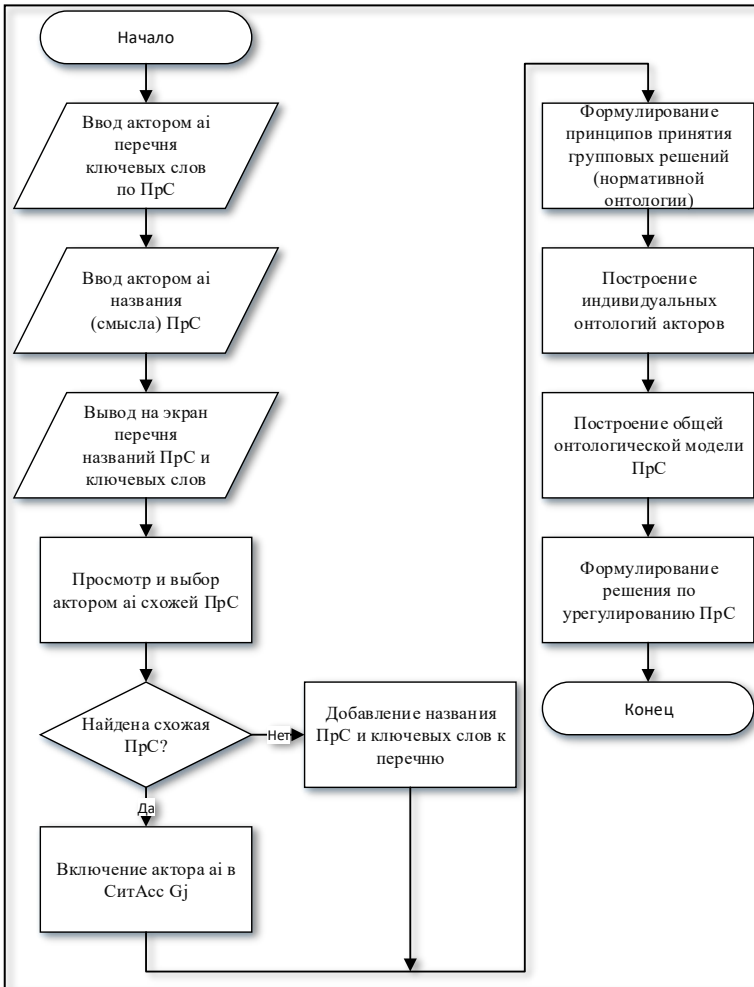 Начало
Ввод актором ai
перечня
ключевых слов
по ПрС
Ввод актором ai
названия
(смысла) ПрС
Вывод на экран
перечня
названий ПрС и
ключевых слов
Просмотр и выбор
актором ai схожей ПрС
Найдена схожая
ПрС?
Нет
Добавление названия
ПрС и ключевых слов к
перечню
Да
Включение актора ai в
СитАсс Gj
Формулирование
принципов принятия
групповых решений
(нормативной
онтологии)
Построение
индивидуальных
онтологий акторов
Построение общей
онтологической модели
ПрС
Формулирование
решения по
урегулированию ПрС
Конец